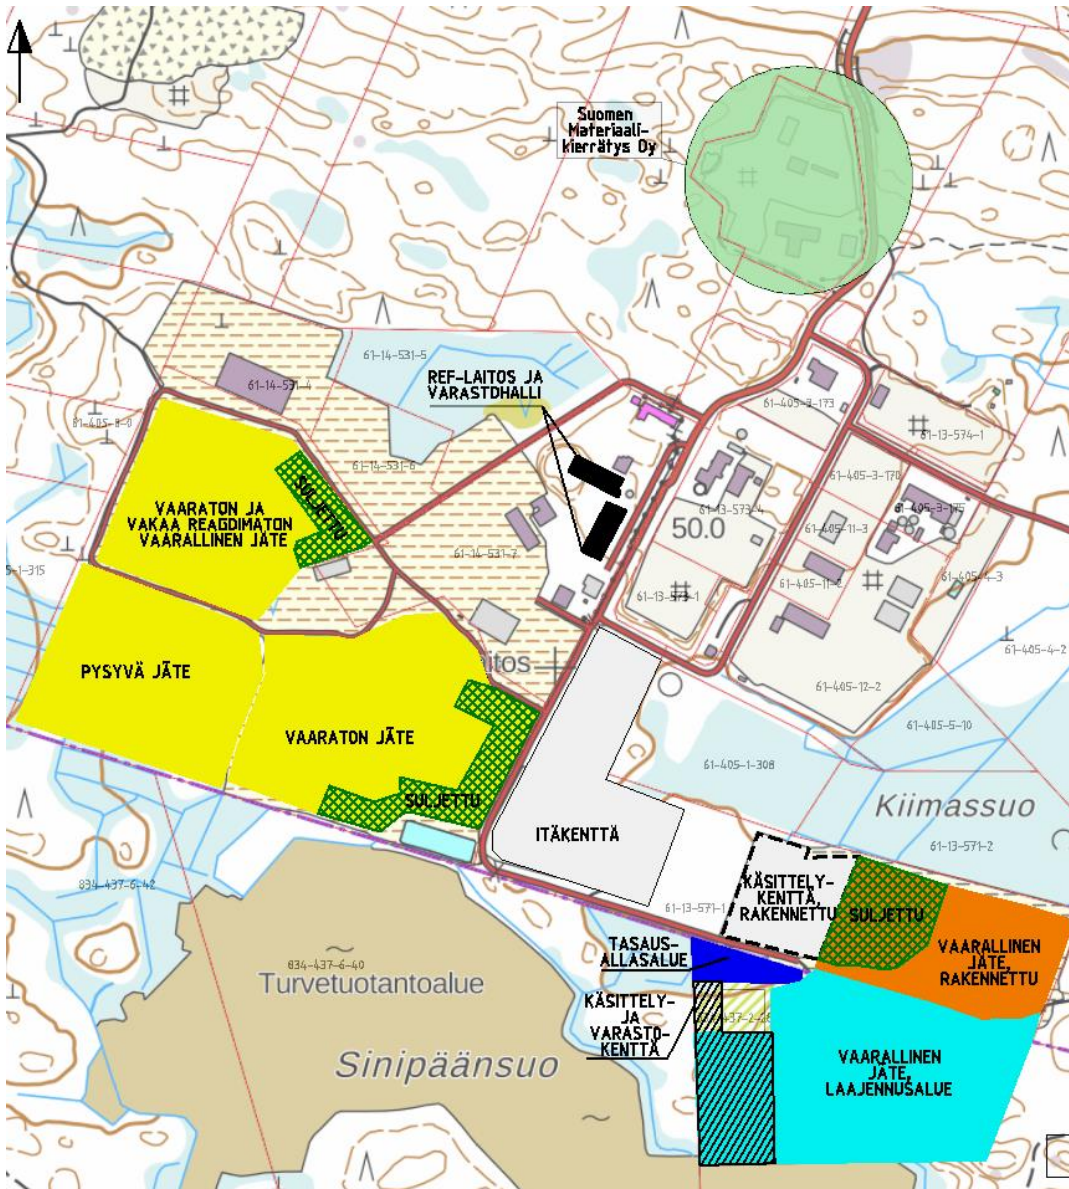 Suomen
Materiaali-
kierrätys Oy
61-14-531-5
61-14-531-4
REF-LAITOS JA
VARASTOHALLI
61-405-3-173
61-405-8-0
61-13-574-1
61-14-531-6
61-405-3-170
SULJETTU
VAARATON JA
VAKAA REAGOIMATON
VAARALLINEN JÄTE
61-13-573-4
61-405-3-175
50.0
61-405-11-3
61-14-531-7
61-405-11-2
61-13-573-1
61-405-4-2
PYSYVÄ JÄTE
61-405-12-2
VAARATON JÄTE
61-405-5-10
61-405-1-308
SULJETTU
ITÄKENTTÄ
Kiimassuo
61-13-571-2
834-437-6-42
KÄSITTELY-
KENTTÄ,
RAKENNETTU
61-13-571-1
SULJETTU
TASAUS-
ALLASALUE
VAARALLINEN
JÄTE,
RAKENNETTU
834-437-6-40
Turvetuotantoalue
KÄSITTELY-
JA
VARASTO-
KENTTÄ
Sinipäänsuo
VAARALLINEN
JÄTE,
LAAJENNUSALUE